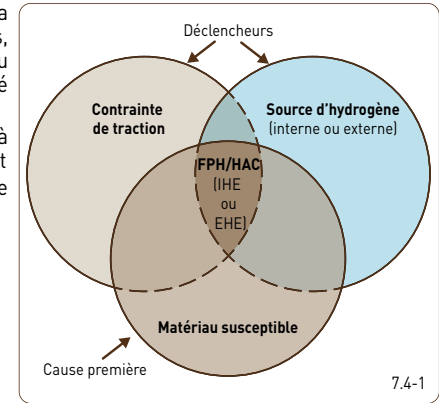 a
s,
u
é
à
t
e
Déclencheurs
Contrainte
de traction
Source d'hydrogène
(interne ou externe)
FPH/HAC
(IHE
ou
EHE)
Matériau susceptible
Cause première
7.4-1